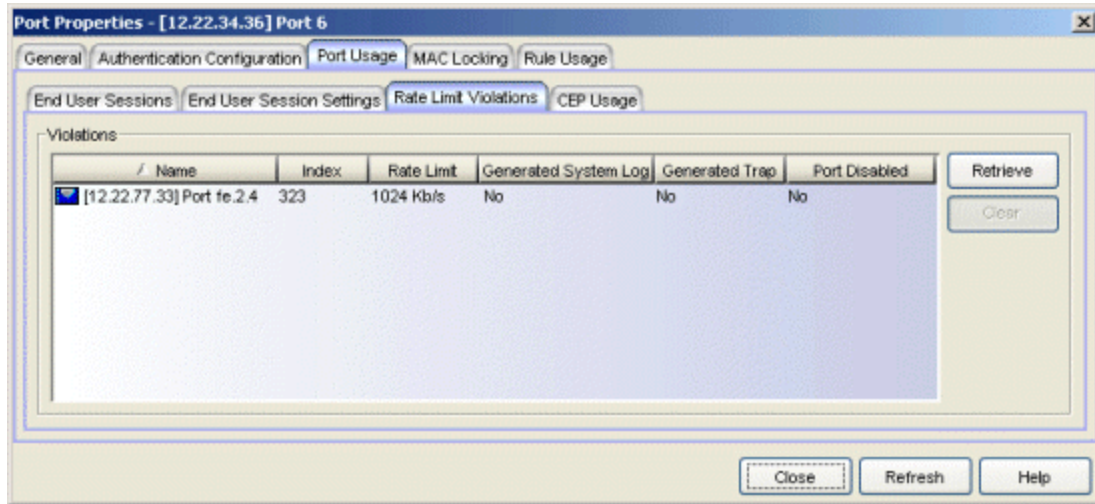 Port Properties - [12.22.34.36] Port 6
General Authentication Configuration Port Usage MAC Locking Rule Usage
End User Sessions End User Session Settings Rate Limit Violations CEP Usage
Violations
Name Index Rate Limit Generated System Log Generated Trap Port Disabled
[12.22.77.33] Port fe.2.4 323 1024 Kb/s No No No
Retrieve
Clear
Close Refresh Help